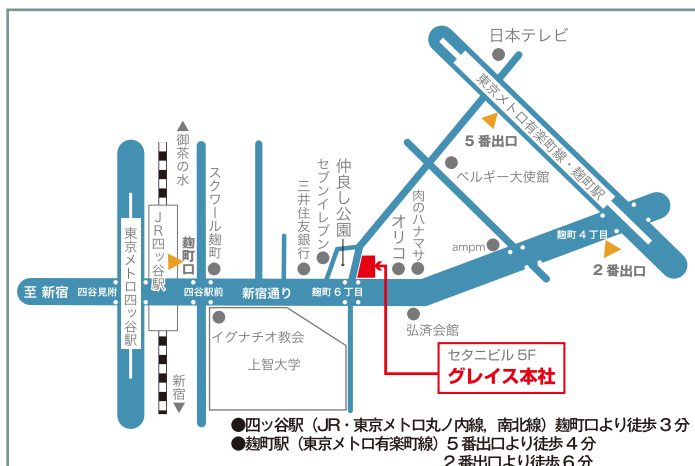 日本テレビ
東京メトロ有楽町線・麹町駅
5番出口
ベルギー大使館
▲御茶の水
スクワール麹町
三井住友銀行
セブンイレブン
仲良し公園
肉のハナマサ
オリコ
ampm
麹町4丁目
2番出口
東京メトロ四ッ谷駅
JR四ッ谷駅
麹町口
至 新宿
四谷見附
四谷駅前
新宿通り
麹町6丁目
イグナチオ教会
上智大学
弘済会館
新宿▼
セタニビル5F
グレイス本社
●四ッ谷駅（JR・東京メトロ丸ノ内線，南北線）麹町口より徒歩3分
●麹町駅（東京メトロ有楽町線）5番出口より徒歩4分
2番出口より徒歩6分